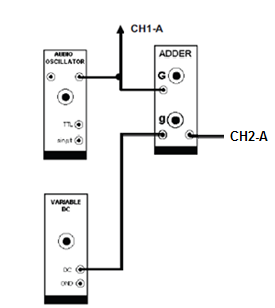 CH1-A
AUDIO
OSCILLATOR
ADDER
G
TTL
g
CH2-A
VARIABLE
DC
DC
GND